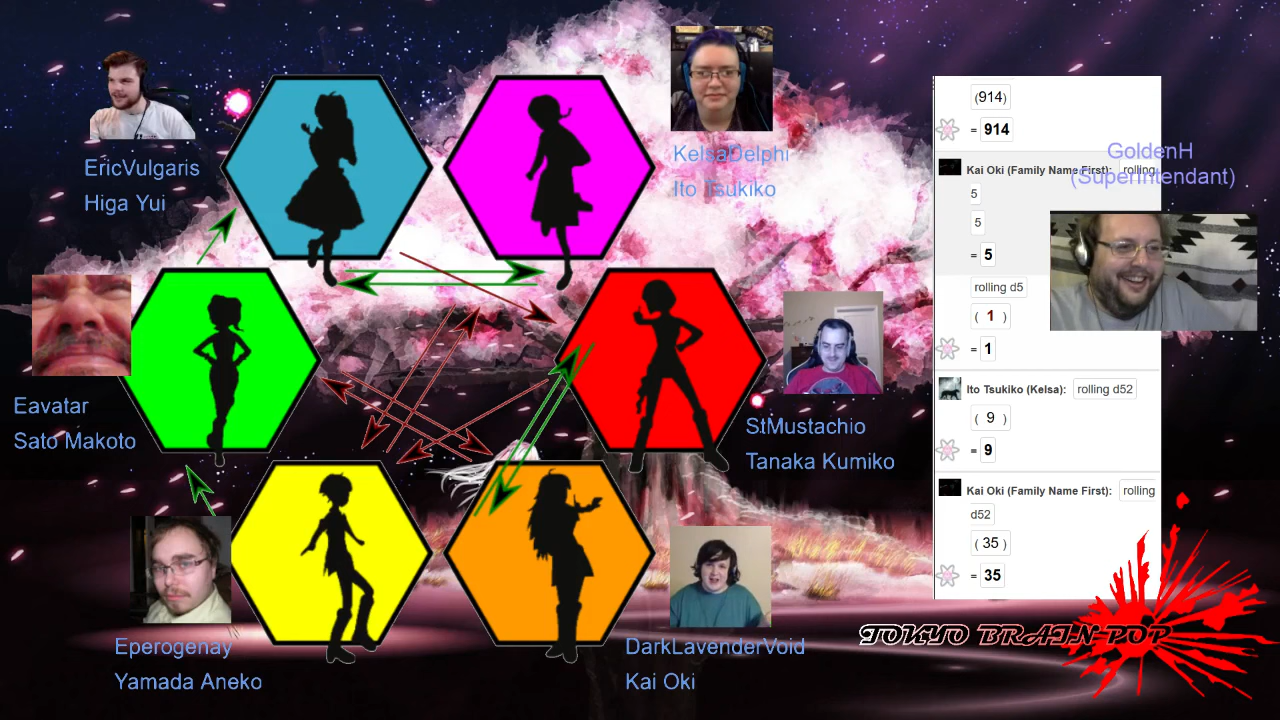 EricVulgaris
Higa Yui
KelsaDelphi
Ito Tsukiko
Eavatar
Sato Makoto
StMustachio
Tanaka Kumiko
Eperogenay
Yamada Aneko
DarkLavenderVoid
Kai Oki
(914)
= 914
Kai Oki (Family Name First): rolling
5
5
= 5
rolling d5
( 1 )
= 1
Ito Tsukiko (Kelsa): rolling d52
( 9 )
= 9
Kai Oki (Family Name First): rolling
d52
( 35 )
= 35
GoldenH
(Superintendant)
TOKYO BRAIN POP